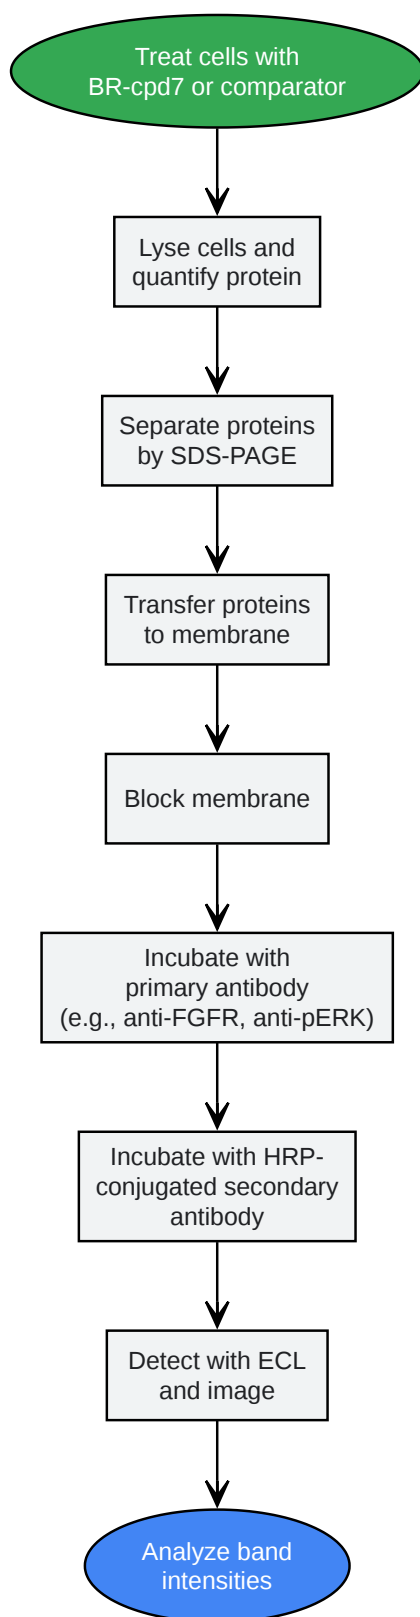 Treat cells with
BR-cpd7 or comparator
Lyse cells and
quantify protein
Separate proteins
by SDS-PAGE
Transfer proteins
to membrane
Block membrane
Incubate with
primary antibody
(e.g., anti-FGFR, anti-pERK)
Incubate with HRP-
conjugated secondary
antibody
Detect with ECL
and image
Analyze band
intensities